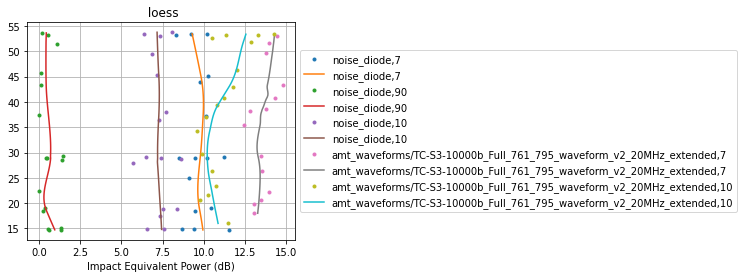 loess
55
50
45
40
35
30
25
20
15
0.0 2.5 5.0 7.5 10.0 12.5 15.0
Impact Equivalent Power (dB)
noise_diode,7
noise_diode,7
noise_diode,90
noise_diode,90
noise_diode,10
noise_diode,10
amt_waveforms/TC-S3-10000b_Full_761_795_waveform_v2_20MHz_extended,7
amt_waveforms/TC-S3-10000b_Full_761_795_waveform_v2_20MHz_extended,7
amt_waveforms/TC-S3-10000b_Full_761_795_waveform_v2_20MHz_extended,10
amt_waveforms/TC-S3-10000b_Full_761_795_waveform_v2_20MHz_extended,10